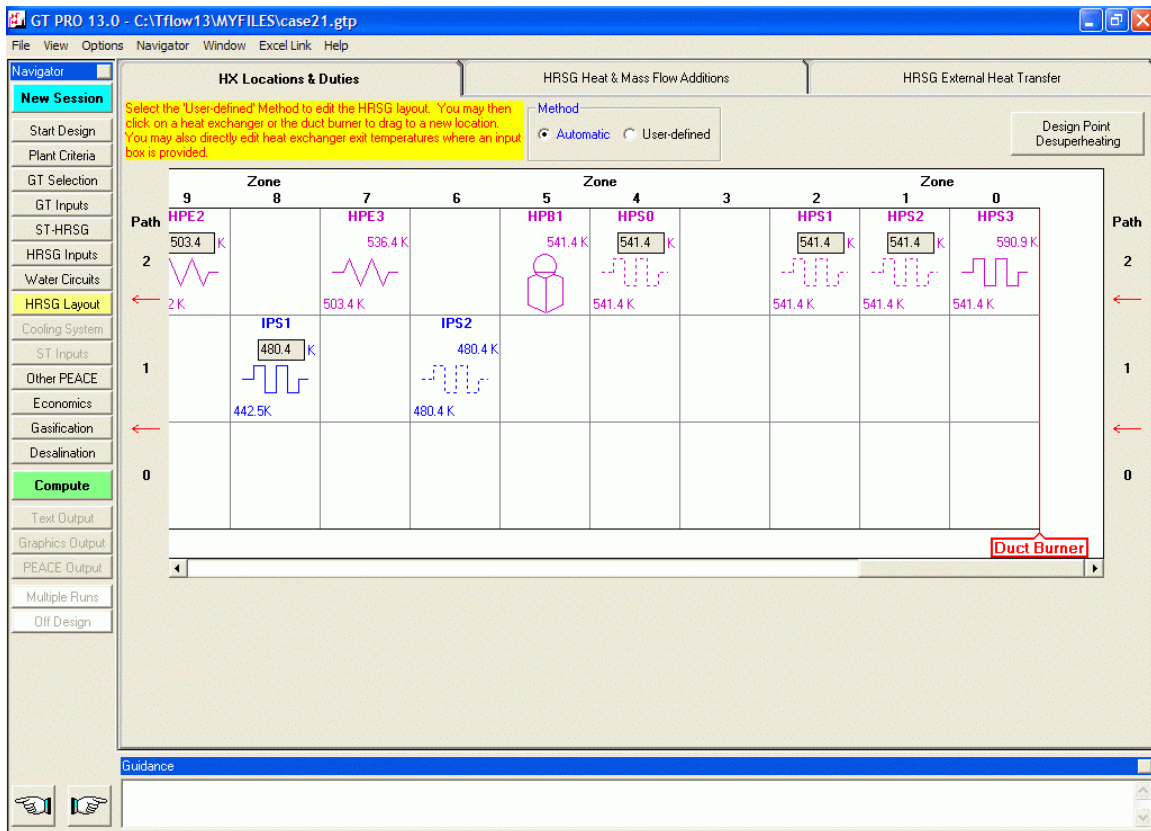 GT PRO 13.0 - C:\Tflow13\MYFILES\case21.gtp
File View Options Navigator Window Excel Link Help
Navigator
New Session
Start Design
Plant Criteria
GT Selection
GT Inputs
ST-HRSG
HRSG Inputs
Water Circuits
HRSG Layout
Cooling System
ST Inputs
Other PEACE
Economics
Gasification
Desalination
Compute
Text Output
Graphics Output
PEACE Output
Multiple Runs
Off Design
HX Locations & Duties
HRSG Heat & Mass Flow Additions
HRSG External Heat Transfer
Select the 'User-defined' Method to edit the HRSG layout. You may then
click on a heat exchanger or the duct burner to drag to a new location.
You may also directly edit heat exchanger exit temperatures where an input
box is provided.
Method
Automatic User-defined
Design Point
Desuperheating
Zone Zone Zone
9 8 7 6 5 4 3 2 1 0
Path HPE2 HPE3 HPB1 HPS0 HPS1 HPS2 HPS3 Path
503.4 K 536.4 K 541.4 K 541.4 K 541.4 K 541.4 K 590.9 K
2 2
2 K 503.4 K 541.4 K 541.4 K 541.4 K 541.4 K
IPS1 IPS2
480.4 K 480.4 K
1 1
442.5K 480.4 K
0 0
Duct Burner
Guidance